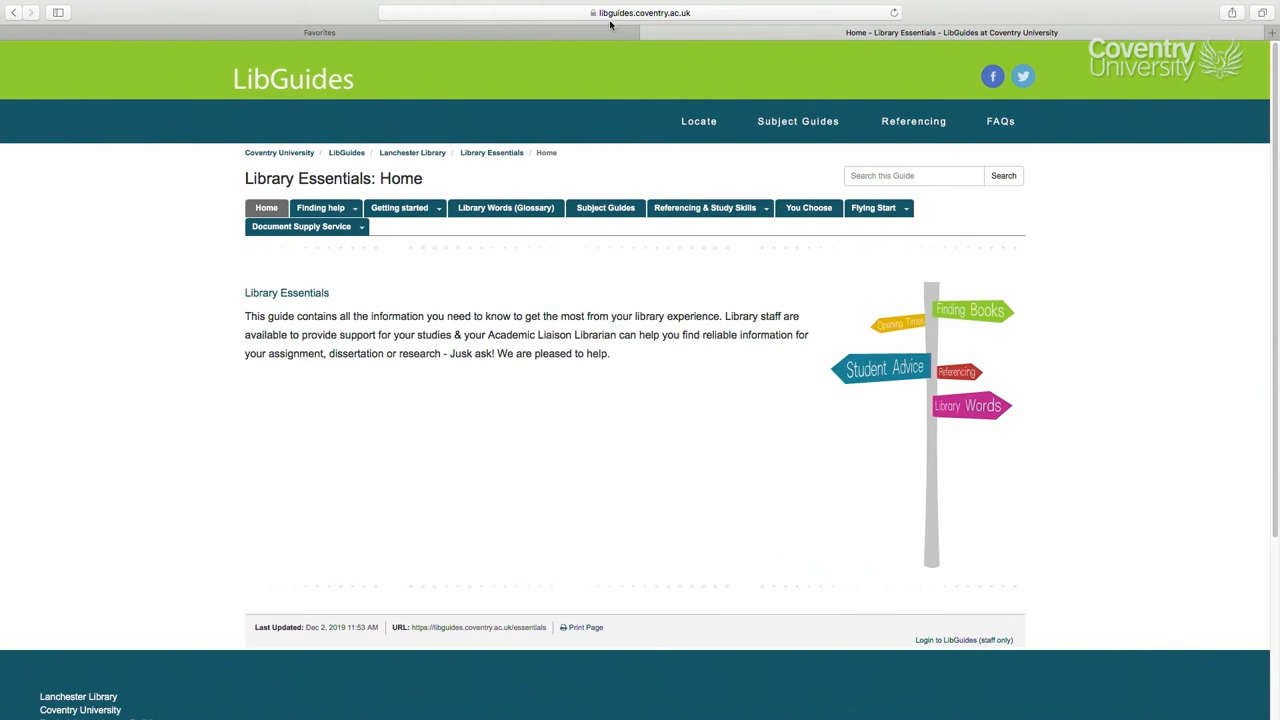 libguides.coventry.ac.uk
Favorites
Home - Library Essentials - LibGuides at Coventry University
Coventry
University
LibGuides
Locate
Subject Guides
Referencing
FAQs
Coventry University / LibGuides / Lanchester Library / Library Essentials / Home
Library Essentials: Home
Search this Guide
Search
Home
Finding help
Getting started
Library Words (Glossary)
Subject Guides
Referencing & Study Skills
You Choose
Flying Start
Document Supply Service
Library Essentials
This guide contains all the information you need to know to get the most from your library experience. Library staff are
available to provide support for your studies & your Academic Liaison Librarian can help you find reliable information for
your assignment, dissertation or research - Jusk ask! We are pleased to help.
Finding Books
Opening Times
Student Advice
Referencing
Library Words
Last Updated: Dec 2, 2019 11:53 AM
URL: https://libguides.coventry.ac.uk/essentials
Print Page
Login to LibGuides (staff only)
Lanchester Library
Coventry University